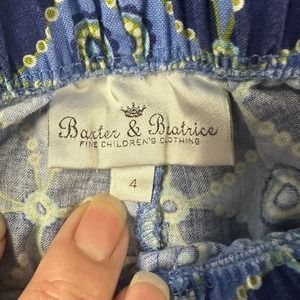 Baxter & Beatrice
FINE CHILDREN'S CLOTHING
4